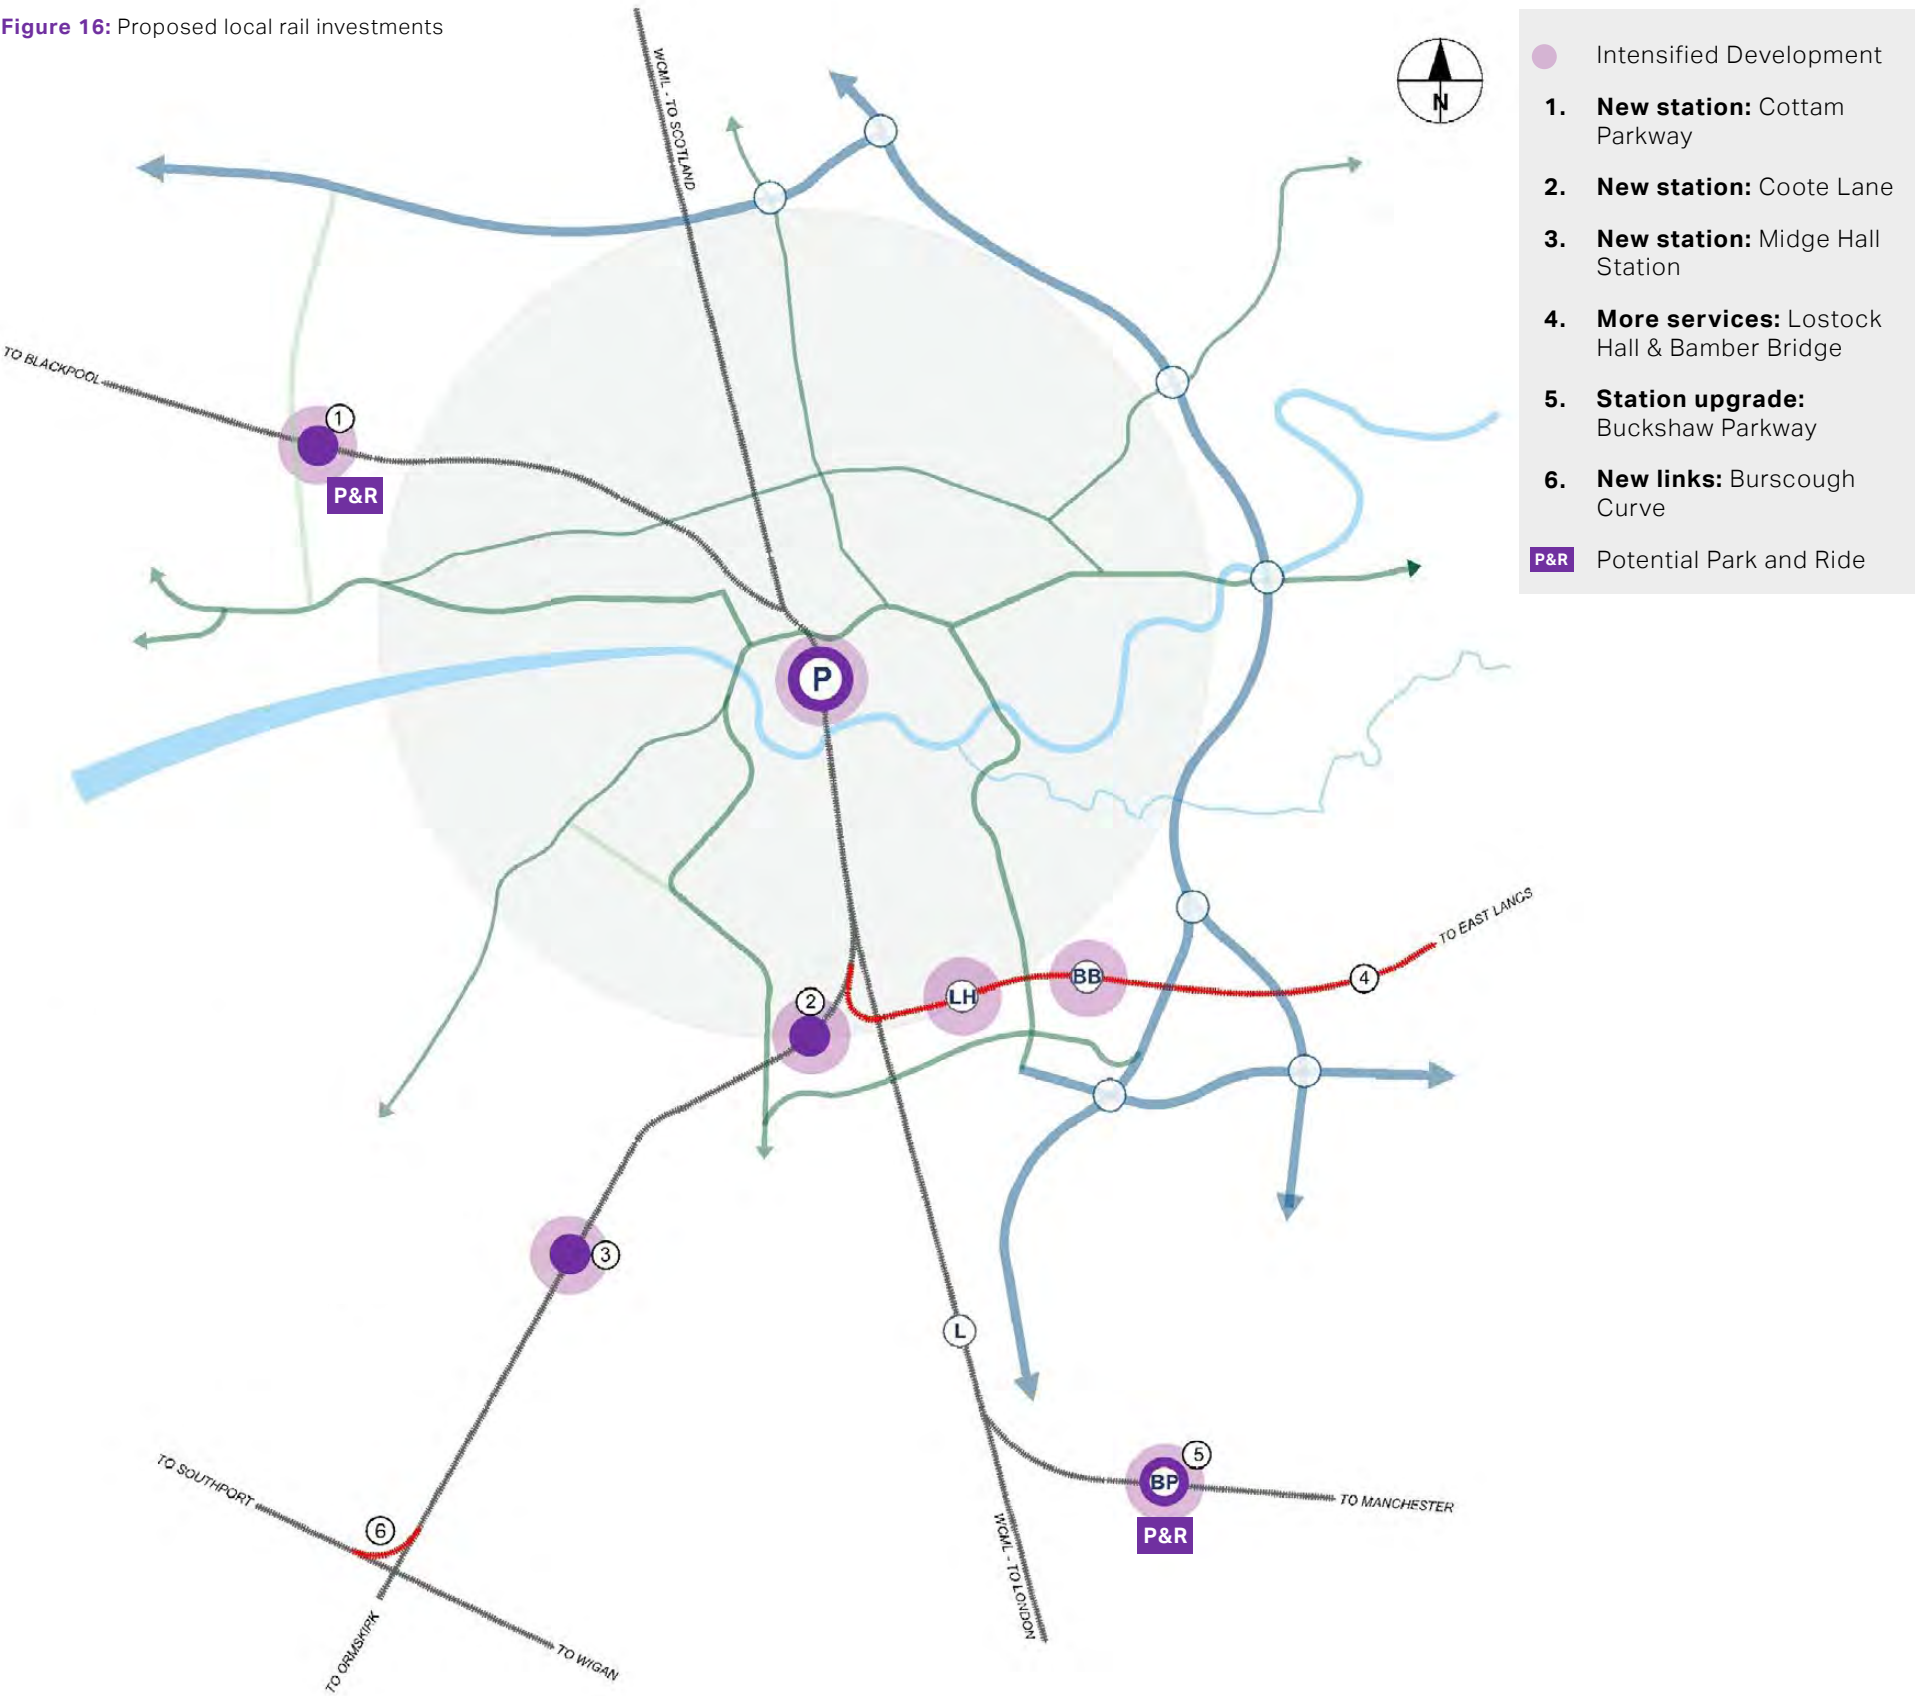 Figure 16: Proposed local rail investments
WCML - TO SCOTLAND
N
TO BLACKPOOL
1
P&R
P
TO EAST LANCS
4
BB
LH
2
3
L
5
BP
P&R
TO MANCHESTER
WCML - TO LONDON
TO SOUTHPORT
6
TO ORMSKIRK
TO WIGAN
Intensified Development
1. New station: Cottam
Parkway
2. New station: Coote Lane
3. New station: Midge Hall
Station
4. More services: Lostock
Hall & Bamber Bridge
5. Station upgrade:
Buckshaw Parkway
6. New links: Burscough
Curve
P&R Potential Park and Ride